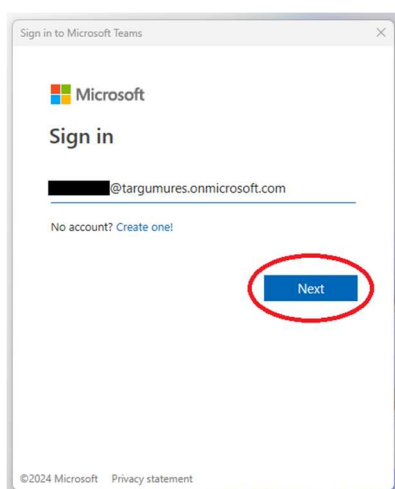 Sign in to Microsoft Teams
Microsoft
Sign in
@targumures.onmicrosoft.com
No account? Create one!
Next
©2024 Microsoft Privacy statement